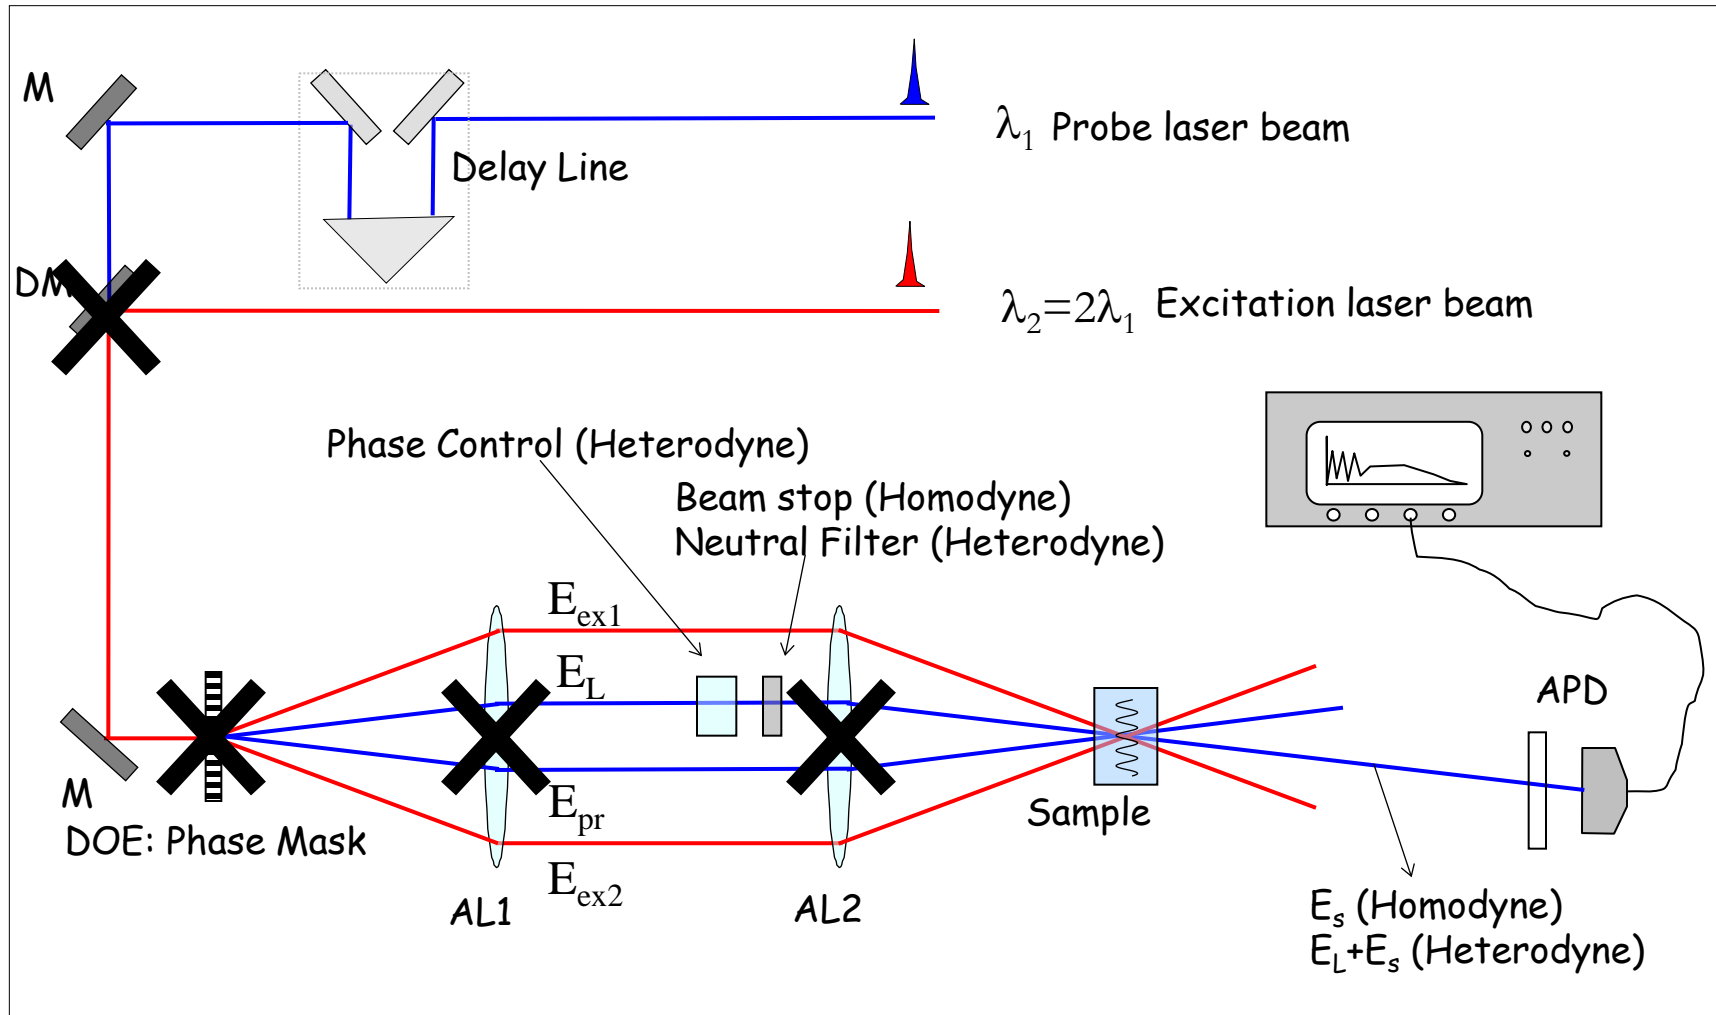 M
λ1 Probe laser beam
Delay Line
DM
λ2=2λ1 Excitation laser beam
Phase Control (Heterodyne)
Beam stop (Homodyne)
Neutral Filter (Heterodyne)
Eex1
EL
APD
M
Epr
Sample
DOE: Phase Mask
Eex2
AL1
AL2
Es (Homodyne)
EL+Es (Heterodyne)